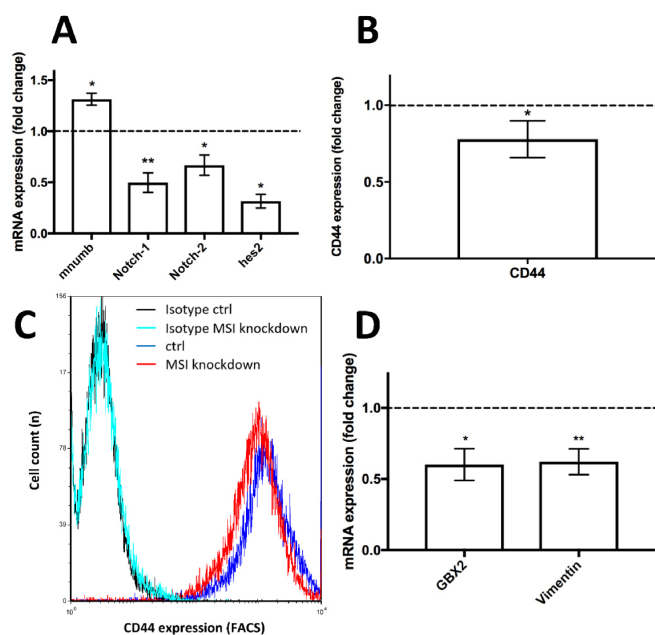 A
mRNA expression (fold change)
1.5
1.0
0.5
0.0
*
**
*
*
mnumb
Notch-1
Notch-2
hes2
B
CD44 expression (fold change)
1.0
0.5
0.0
*
CD44
C
Cell count (n)
156
17
78
39
0
Isotype ctrl
Isotype MSI knockdown
ctrl
MSI knockdown
10⁰
10⁻⁴
CD44 expression (FACS)
D
mRNA expression (fold change)
1.0
0.5
0.0
*
**
GBX2
Vimentin